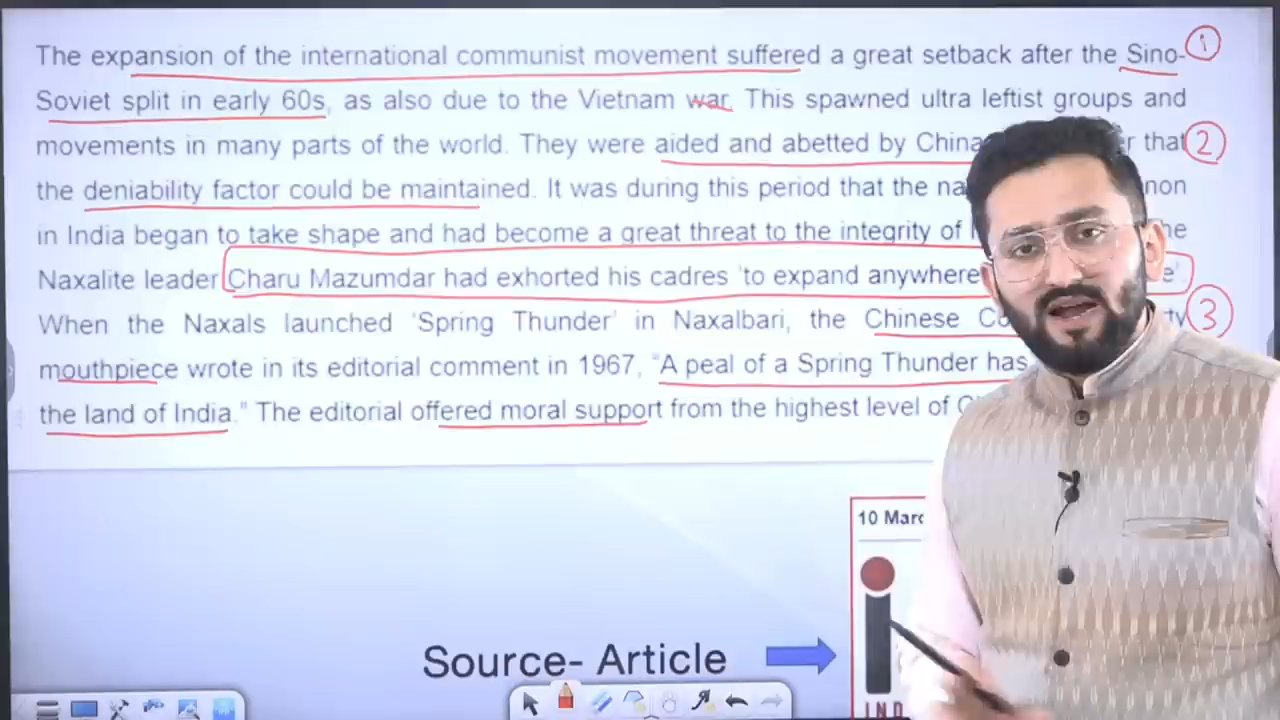 The expansion of the international communist movement suffered a great setback after the Sino-
Soviet split in early 60s, as also due to the Vietnam war. This spawned ultra leftist groups and
movements in many parts of the world. They were aided and abetted by China that
the deniability factor could be maintained. It was during this period that the
in India began to take shape and had become a great threat to the integrity of
Naxalite leader Charu Mazumdar had exhorted his cadres 'to expand anywhere
When the Naxals launched 'Spring Thunder' in Naxalbari, the Chinese
mouthpiece wrote in its editorial comment in 1967, "A peal of a Spring Thunder has
the land of India." The editorial offered moral support from the highest level of
1
2
3
10
Source- Article
IND